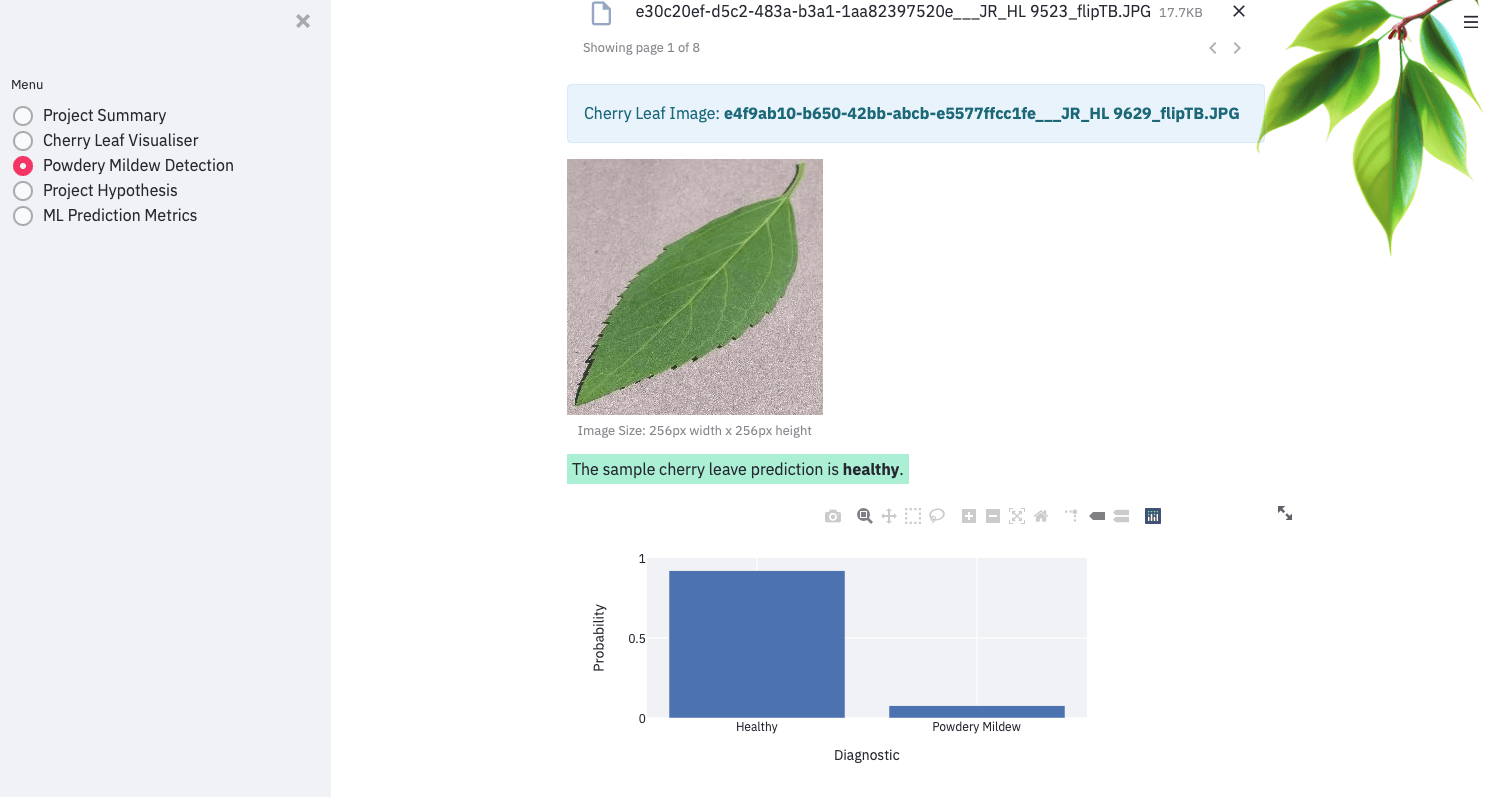 Menu
Project Summary
Cherry Leaf Visualiser
Powdery Mildew Detection
Project Hypothesis
ML Prediction Metrics
e30c20ef-d5c2-483a-b3a1-1aa82397520e___JR_HL 9523_flipTB.JPG 17.7KB
Showing page 1 of 8
Cherry Leaf Image: e4f9ab10-b650-42bb-abcb-e5577ffcc1fe___JR_HL 9629_flipTB.JPG
Image Size: 256px width x 256px height
The sample cherry leave prediction is healthy.
1
0.5
0
Probability
Healthy Powdery Mildew
Diagnostic